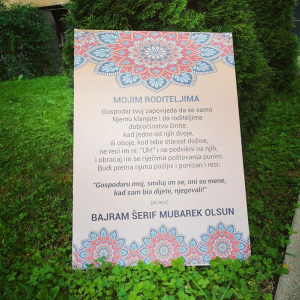 MOJIM RODITELJIMA
Gospodar tvoj zapovijeda da se samo
Njemu klanjate i da roditeljima
dobročinstvo činite.
kad jedno od njih dvoje,
ili oboje, kod tebe starost dožive,
ne reci im ni: "Uh!" i ne podvikni na njih,
i obraćaj im se riječima poštovanja punim.
Budi prema njima pažljiv i ponizan i reci:
"Gospodaru moj, smiluj im se, oni su mene,
kad sam bio dijete, njegovali!"
BAJRAM ŠERIF MUBAREK OLSUN